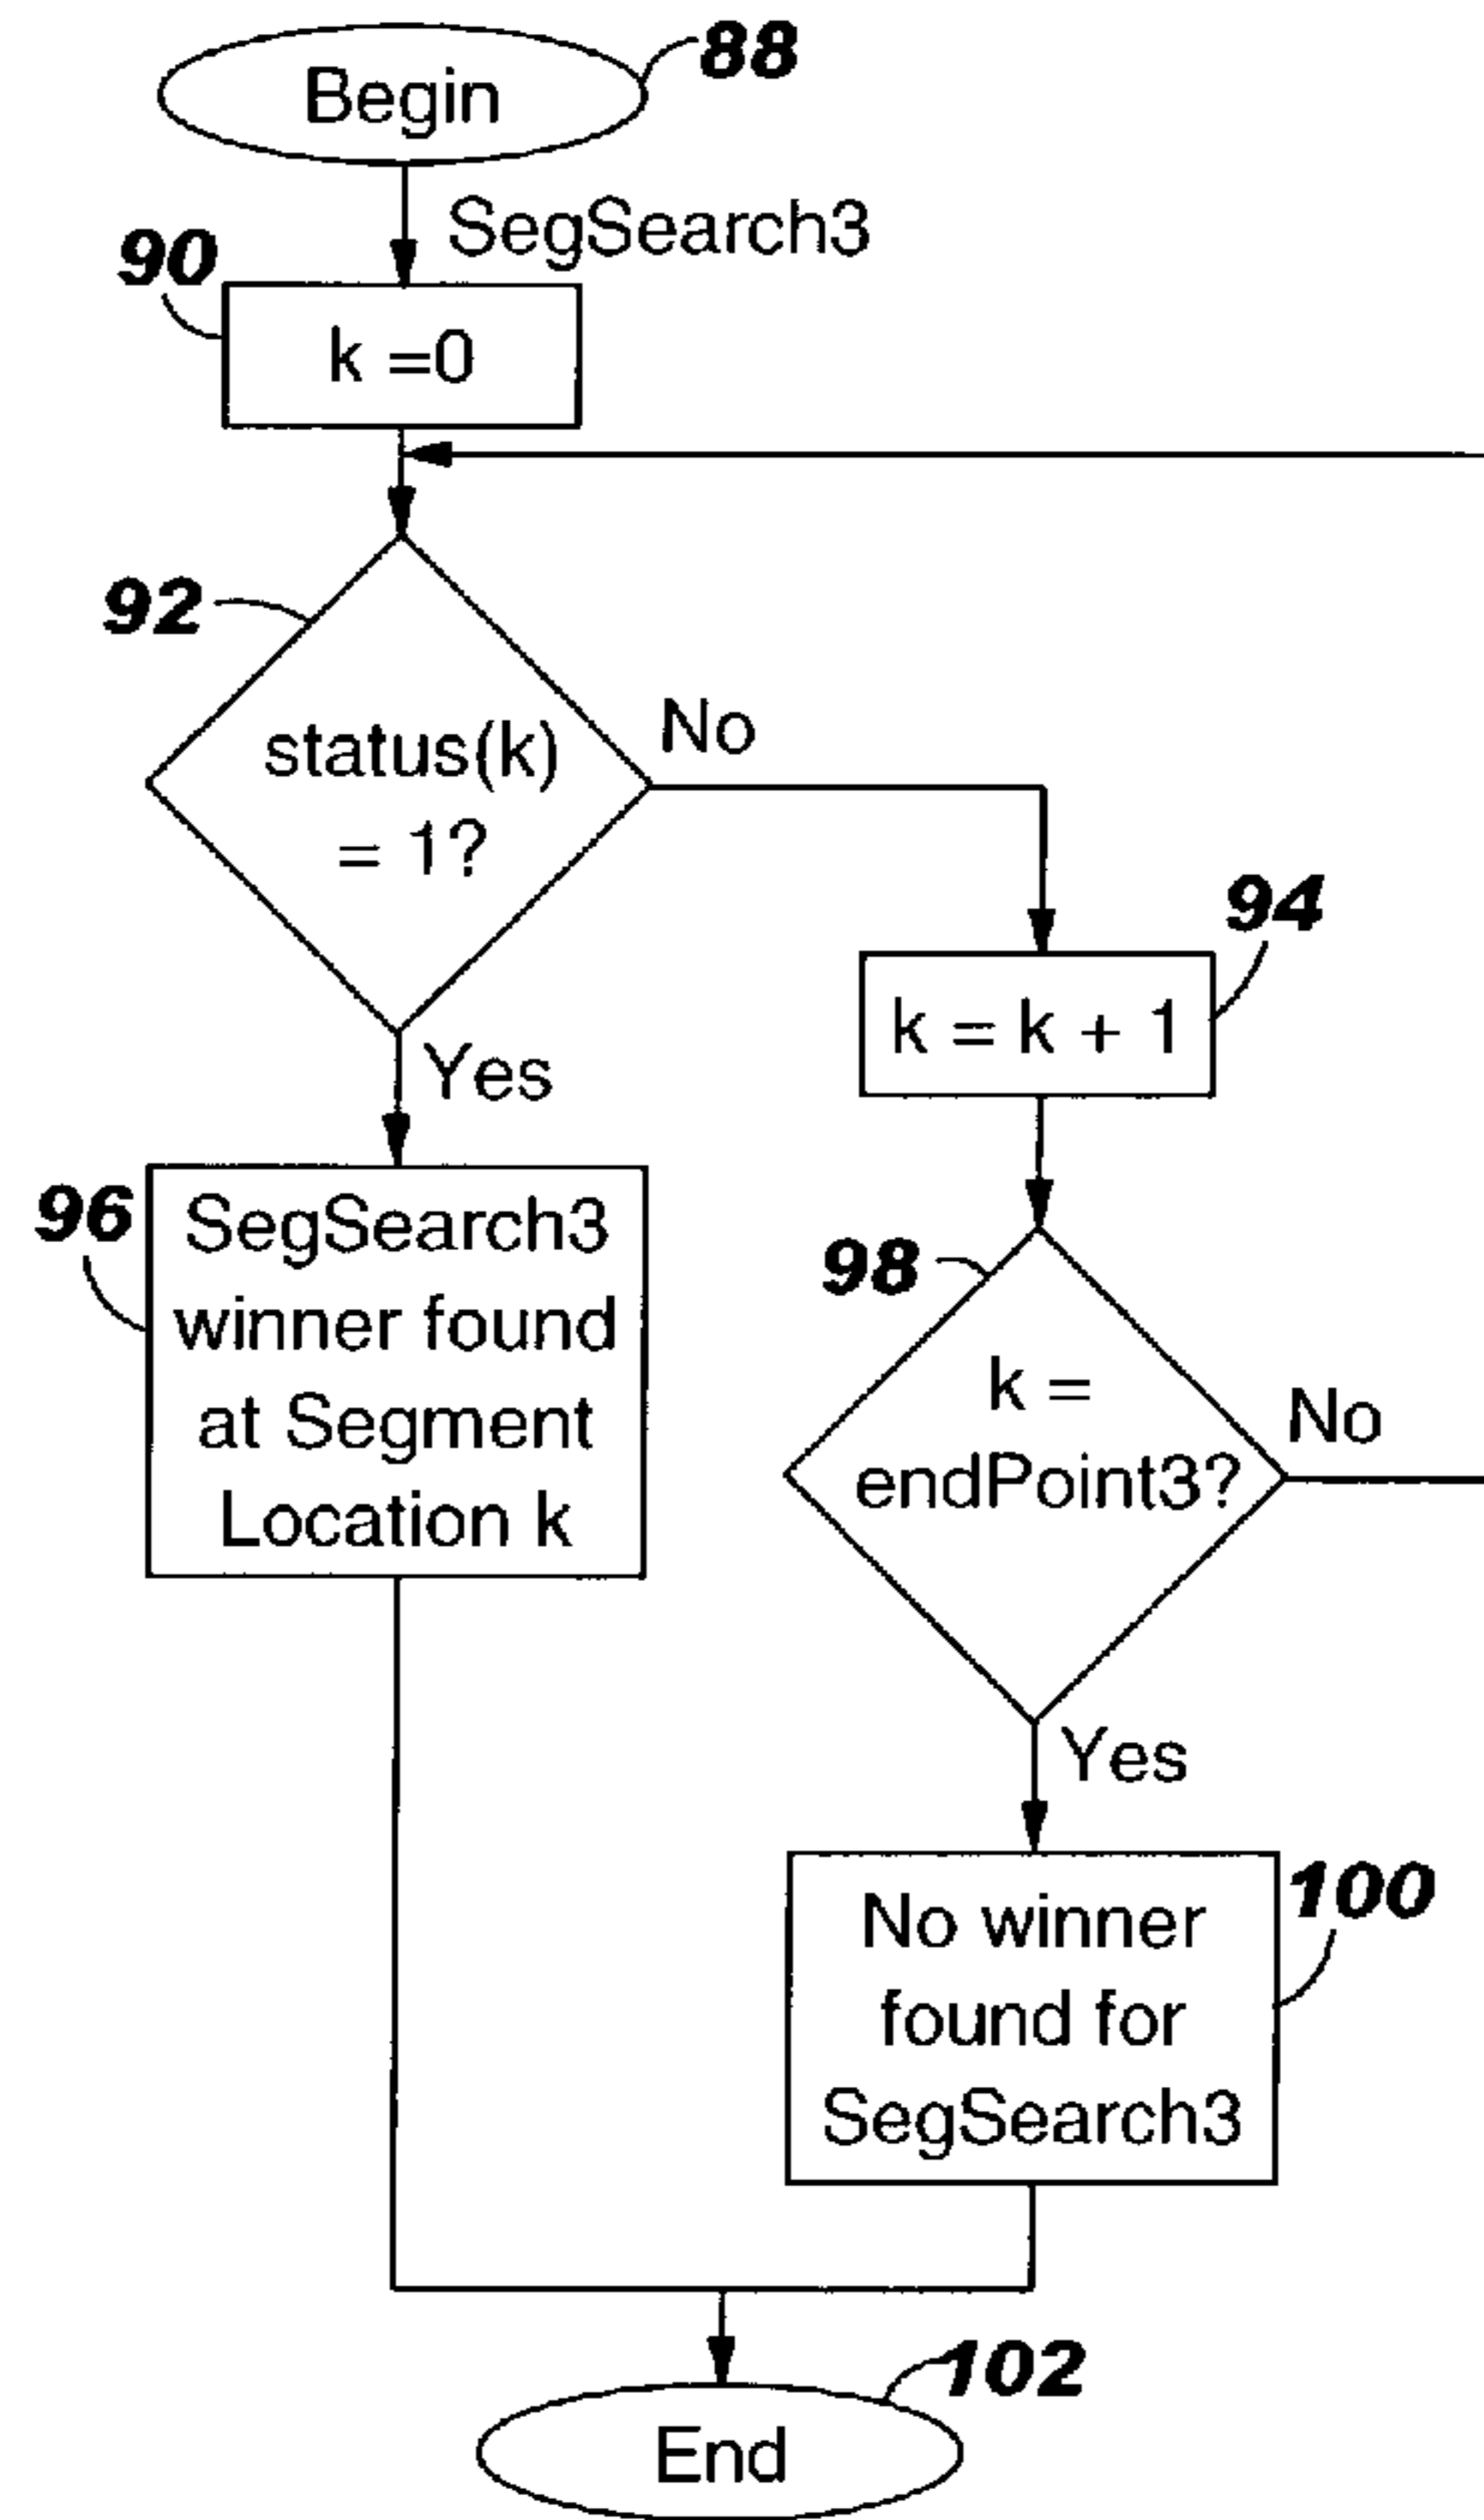 Begin
88
SegSearch3
90
k =0
92
status(k)
= 1?
No
94
k = k + 1
Yes
96
SegSearch3
winner found
at Segment
Location k
98
k =
endPoint3?
No
Yes
100
No winner
found for
SegSearch3
102
End